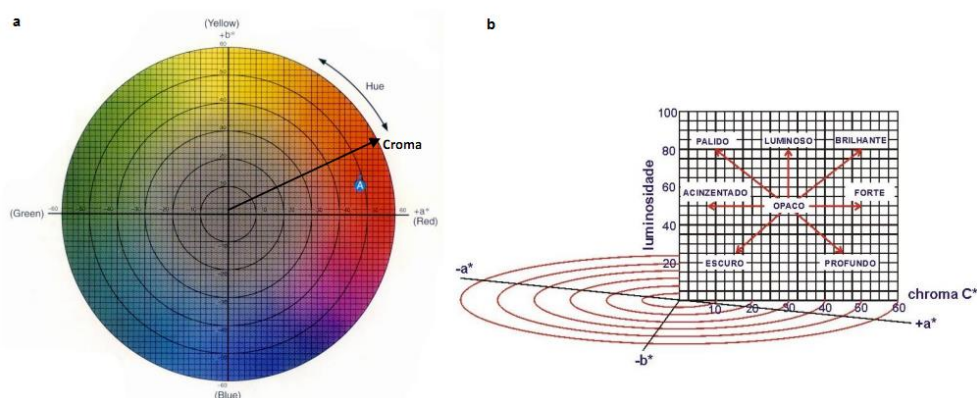 a
(Yellow)
+b*
60
Hue
Croma
A
(Green)
+a*
(Red)
(Blue)
b
100
80
60
40
20
luminosidade
PALIDO
LUMINOSO
BRILHANTE
ACINZENTADO
FORTE
OPACO
ESCURO
PROFUNDO
-a*
chroma C*
10
20
30
40
50
60
+a*
-b*